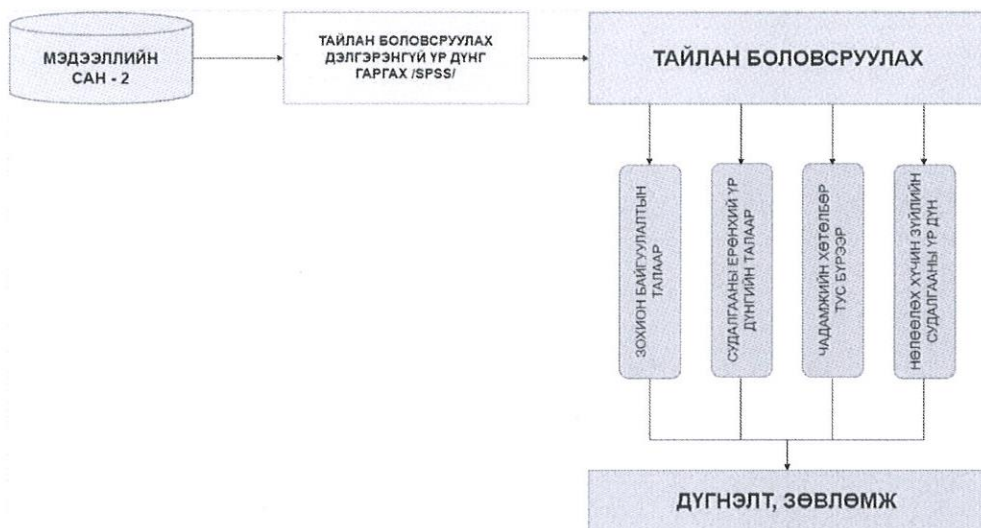 МЭДЭЭЛЛИЙН
САН - 2
ТАЙЛАН БОЛОВСРУУЛАХ
ДЭЛГЭРЭНГҮЙ ҮР ДҮНГ
ГАРГАХ /SPSS/
ТАЙЛАН БОЛОВСРУУЛАХ
ЗОХИОН БАЙГУУЛАЛТЫН
ТАЛААР
СУДАЛГААНЫ ЕРӨНХИЙ ҮР
ДҮНГИЙН ТАЛААР
ЧАДАМЖИЙН ХӨТӨЛБӨР
ТУС БҮРЭЭР
НӨЛӨӨЛӨХ ХҮЧИН ЗҮЙЛИЙН
СУДАЛГААНЫ ҮР ДҮН
ДҮГНЭЛТ, ЗӨВЛӨМЖ